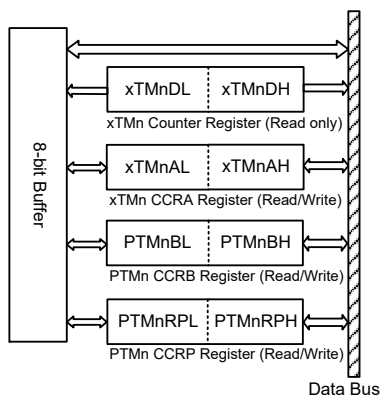 8-bit Buffer
xTMnDL xTMnDH
xTMn Counter Register (Read only)
xTMnAL xTMnAH
xTMn CCRA Register (Read/Write)
PTMnBL PTMnBH
PTMn CCRB Register (Read/Write)
PTMnRPL PTMnRPH
PTMn CCRP Register (Read/Write)
Data Bus